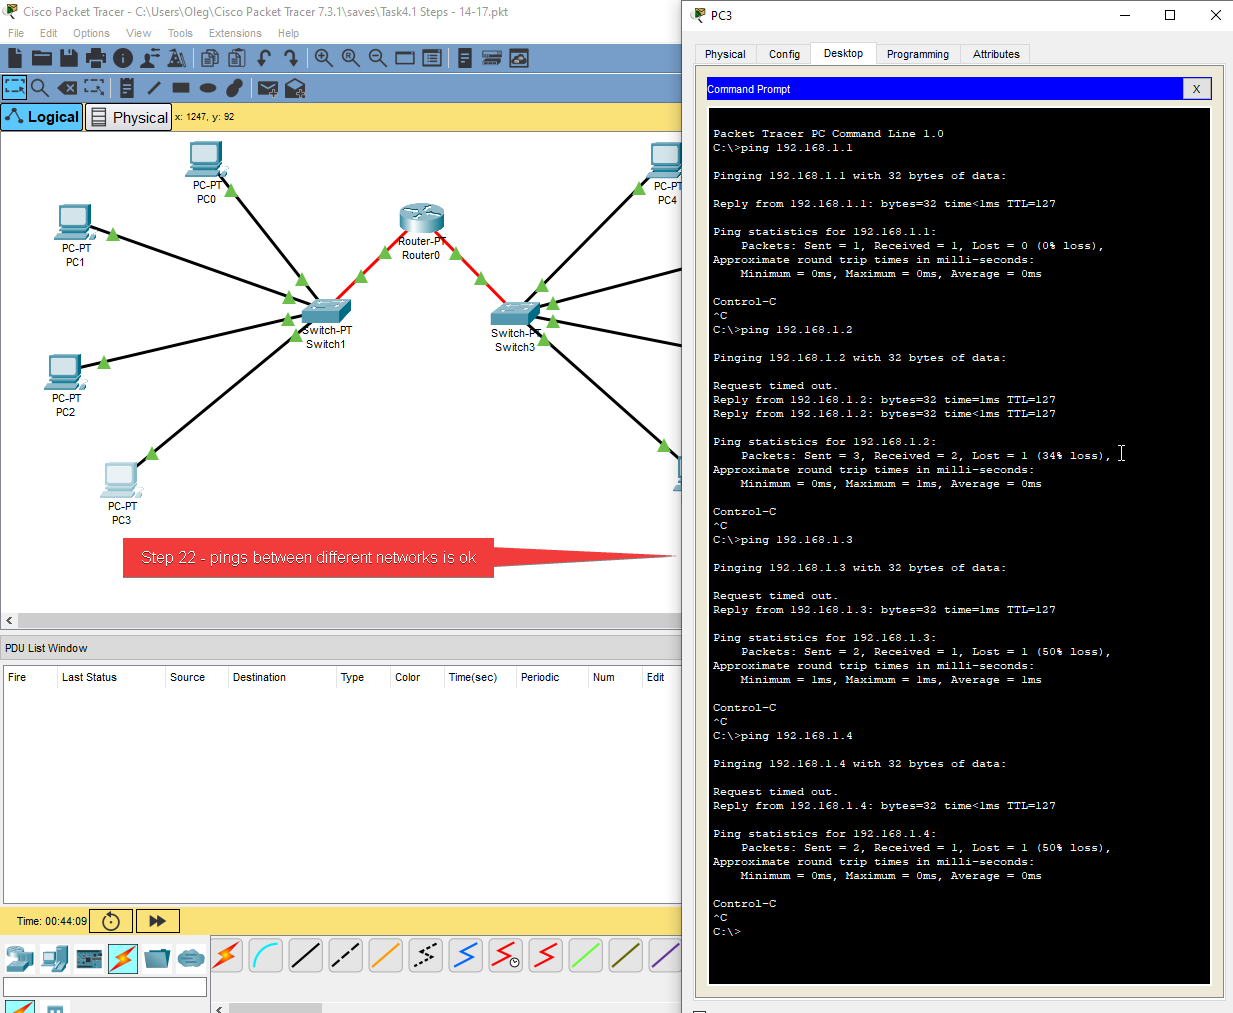 Cisco Packet Tracer - C:\Users\Oleg\Cisco Packet Tracer 7.3.1\saves\Task4.1 Steps - 14-17.pkt
File Edit Options View Tools Extensions Help
Logical
Physical
x: 1247, y: 92
PC-PT
PC0
PC-PT
PC1
PC-PT
PC2
PC-PT
PC3
Switch-PT
Switch1
Router-PT
Router0
Switch-PT
Switch3
PC-PT
PC4
Step 22 - pings between different networks is ok
PDU List Window
Fire Last Status Source Destination Type Color Time(sec) Periodic Num Edit
Time: 00:44:09
PC3
Physical Config Desktop Programming Attributes
Command Prompt
X
Packet Tracer PC Command Line 1.0
C:\>ping 192.168.1.1
Pinging 192.168.1.1 with 32 bytes of data:
Reply from 192.168.1.1: bytes=32 time<1ms TTL=127
Ping statistics for 192.168.1.1:
Packets: Sent = 1, Received = 1, Lost = 0 (0% loss),
Approximate round trip times in milli-seconds:
Minimum = 0ms, Maximum = 0ms, Average = 0ms
Control-C
^C
C:\>ping 192.168.1.2
Pinging 192.168.1.2 with 32 bytes of data:
Request timed out.
Reply from 192.168.1.2: bytes=32 time=1ms TTL=127
Reply from 192.168.1.2: bytes=32 time<1ms TTL=127
Ping statistics for 192.168.1.2:
Packets: Sent = 3, Received = 2, Lost = 1 (34% loss),
Approximate round trip times in milli-seconds:
Minimum = 0ms, Maximum = 1ms, Average = 0ms
Control-C
^C
C:\>ping 192.168.1.3
Pinging 192.168.1.3 with 32 bytes of data:
Request timed out.
Reply from 192.168.1.3: bytes=32 time=1ms TTL=127
Ping statistics for 192.168.1.3:
Packets: Sent = 2, Received = 1, Lost = 1 (50% loss),
Approximate round trip times in milli-seconds:
Minimum = 1ms, Maximum = 1ms, Average = 1ms
Control-C
^C
C:\>ping 192.168.1.4
Pinging 192.168.1.4 with 32 bytes of data:
Request timed out.
Reply from 192.168.1.4: bytes=32 time<1ms TTL=127
Ping statistics for 192.168.1.4:
Packets: Sent = 2, Received = 1, Lost = 1 (50% loss),
Approximate round trip times in milli-seconds:
Minimum = 0ms, Maximum = 0ms, Average = 0ms
Control-C
^C
C:\>